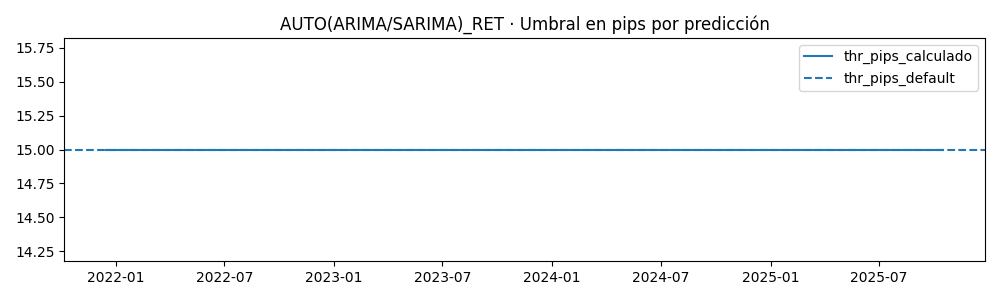 AUTO(ARIMA/SARIMA)_RET · Umbral en pips por predicción
15.75
15.50
15.25
15.00
14.75
14.50
14.25
thr_pips_calculado
thr_pips_default
2022-01 2022-07 2023-01 2023-07 2024-01 2024-07 2025-01 2025-07